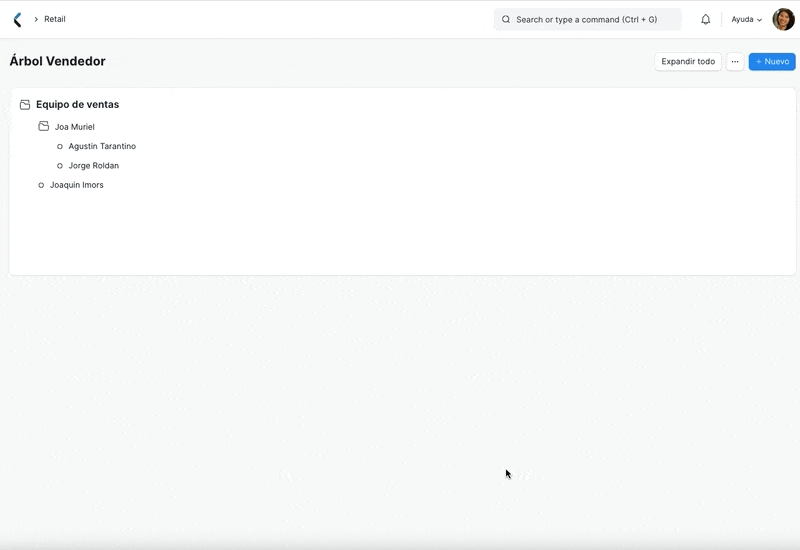 Retail
Search or type a command (Ctrl + G)
Ayuda
Árbol Vendedor
Expandir todo
···
+ Nuevo
Equipo de ventas
Joa Muriel
Agustin Tarantino
Jorge Roldan
Joaquin Imors